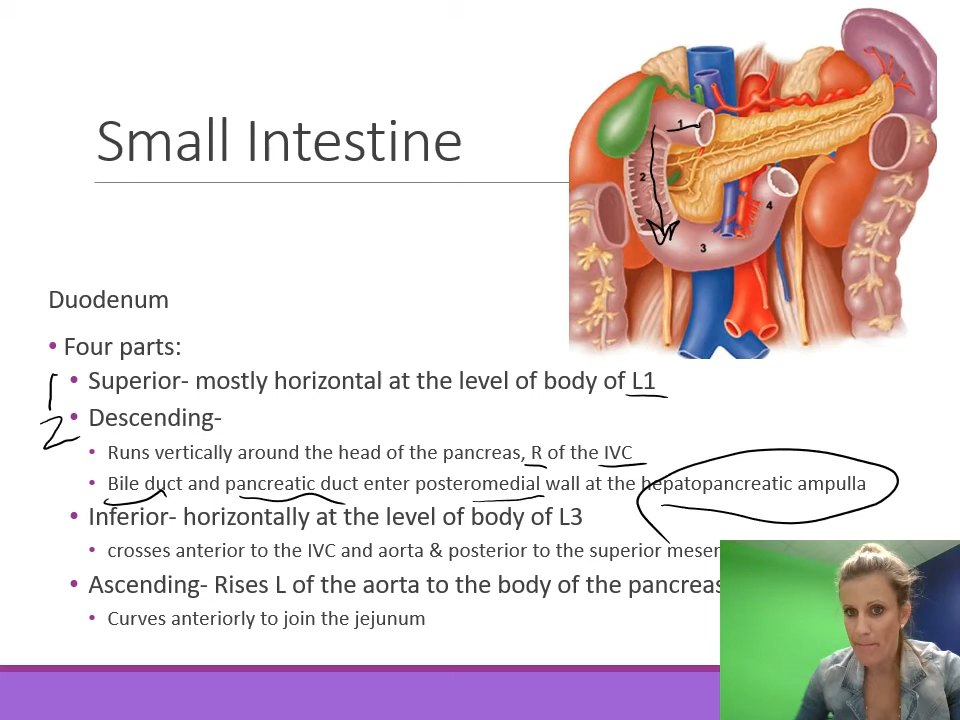 Small Intestine
1
2
3
4
Duodenum
• Four parts:
1 • Superior- mostly horizontal at the level of body of L1
2 • Descending-
• Runs vertically around the head of the pancreas, R of the IVC
• Bile duct and pancreatic duct enter posteromedial wall at the hepatopancreatic ampulla
• Inferior- horizontally at the level of body of L3
• crosses anterior to the IVC and aorta & posterior to the superior
• Ascending- Rises L of the aorta to the body of the pancreas
• Curves anteriorly to join the jejunum